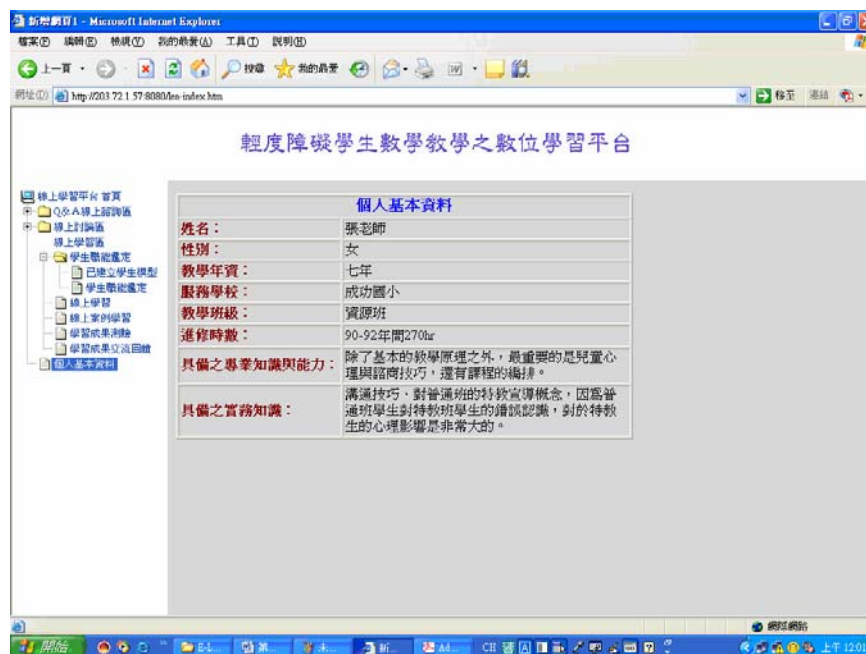 新增網頁1 - Microsoft Internet Explorer
檔案(F) 編輯(E) 檢視(V) 我的最愛(A) 工具(T) 說明(H)
上一頁 搜尋 我的最愛
網址(D) http://203.72.1.57:8080/len-index.htm 移至 連結
輕度障礙學生數學教學之數位學習平台
線上學習平台 首頁
Q&A線上諮詢區
線上討論區
線上學習區
學生職能鑑定
已建立學生模型
學生職能鑑定
線上學習
線上案例學習
學習成果測驗
學習成果交流回饋
個人基本資料
個人基本資料
姓名： 張老師
性別： 女
教學年資： 七年
服務學校： 成功國小
教學班級： 資源班
進修時數： 90-92年間270hr
具備之專業知識與能力： 除了基本的教學原理之外，最重要的是兒童心
理與諮商技巧，還有課程的編排。
具備之實務知識： 溝通技巧、對普通班的特教宣導概念，因為普
通班學生對特教班學生的錯誤認識，對於特教
生的心理影響是非常大的。
網際網路
開始 E-L... 第... 未... 新... Ad... CH 上午 12:01